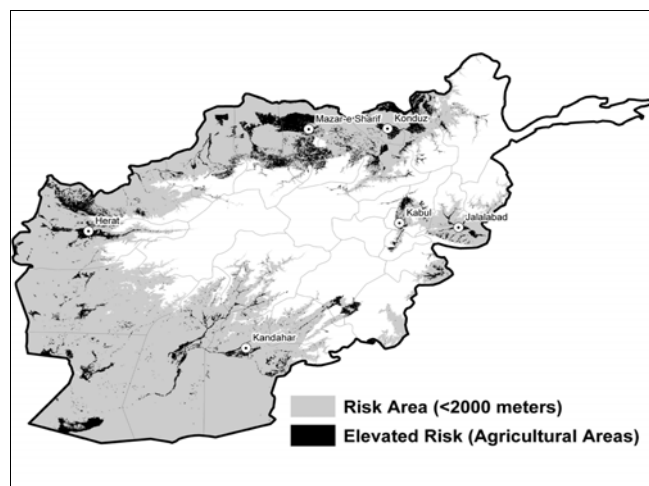 Mazar-e Sharif
Konduz
Herat
Kabul
Jalalabad
Kandahar
Risk Area (<2000 meters)
Elevated Risk (Agricultural Areas)